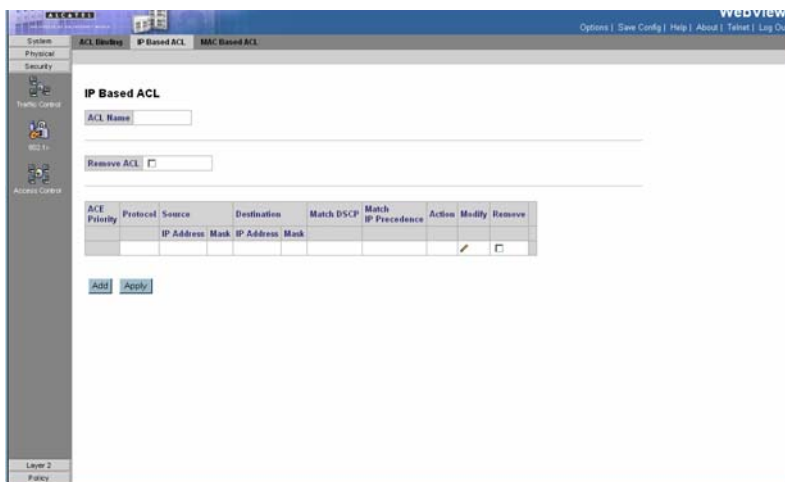 ALCATEL
WebView
Options | Save Config | Help | About | Telnet | Log Ou
System
Physical
Security
Traffic Control
802.1x
Access Control
Layer 2
Policy
ACL Binding IP Based ACL MAC Based ACL
IP Based ACL
ACL Name
Remove ACL
ACE Priority Protocol Source Destination Match DSCP Match IP Precedence Action Modify Remove
IP Address Mask IP Address Mask
Add Apply